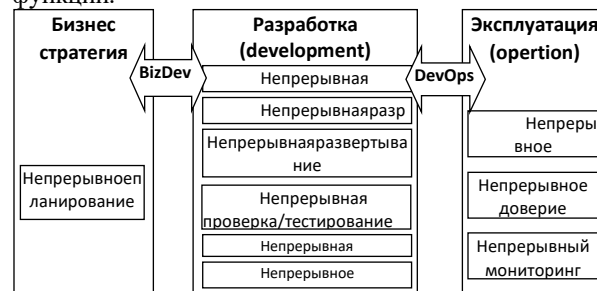 функции.
Бизнес
стратегия
BizDev
Непрерывноеп
ланирование
Разработка
(development)
Непрерывная
Непрерывнаяразр
Непрерывнаяразвертыва
ние
Непрерывная
проверка/тестирование
Непрерывная
Непрерывное
DevOps
Эксплуатация
(opertion)
Непреры
вное
Непрерывное
доверие
Непрерывный
мониторинг